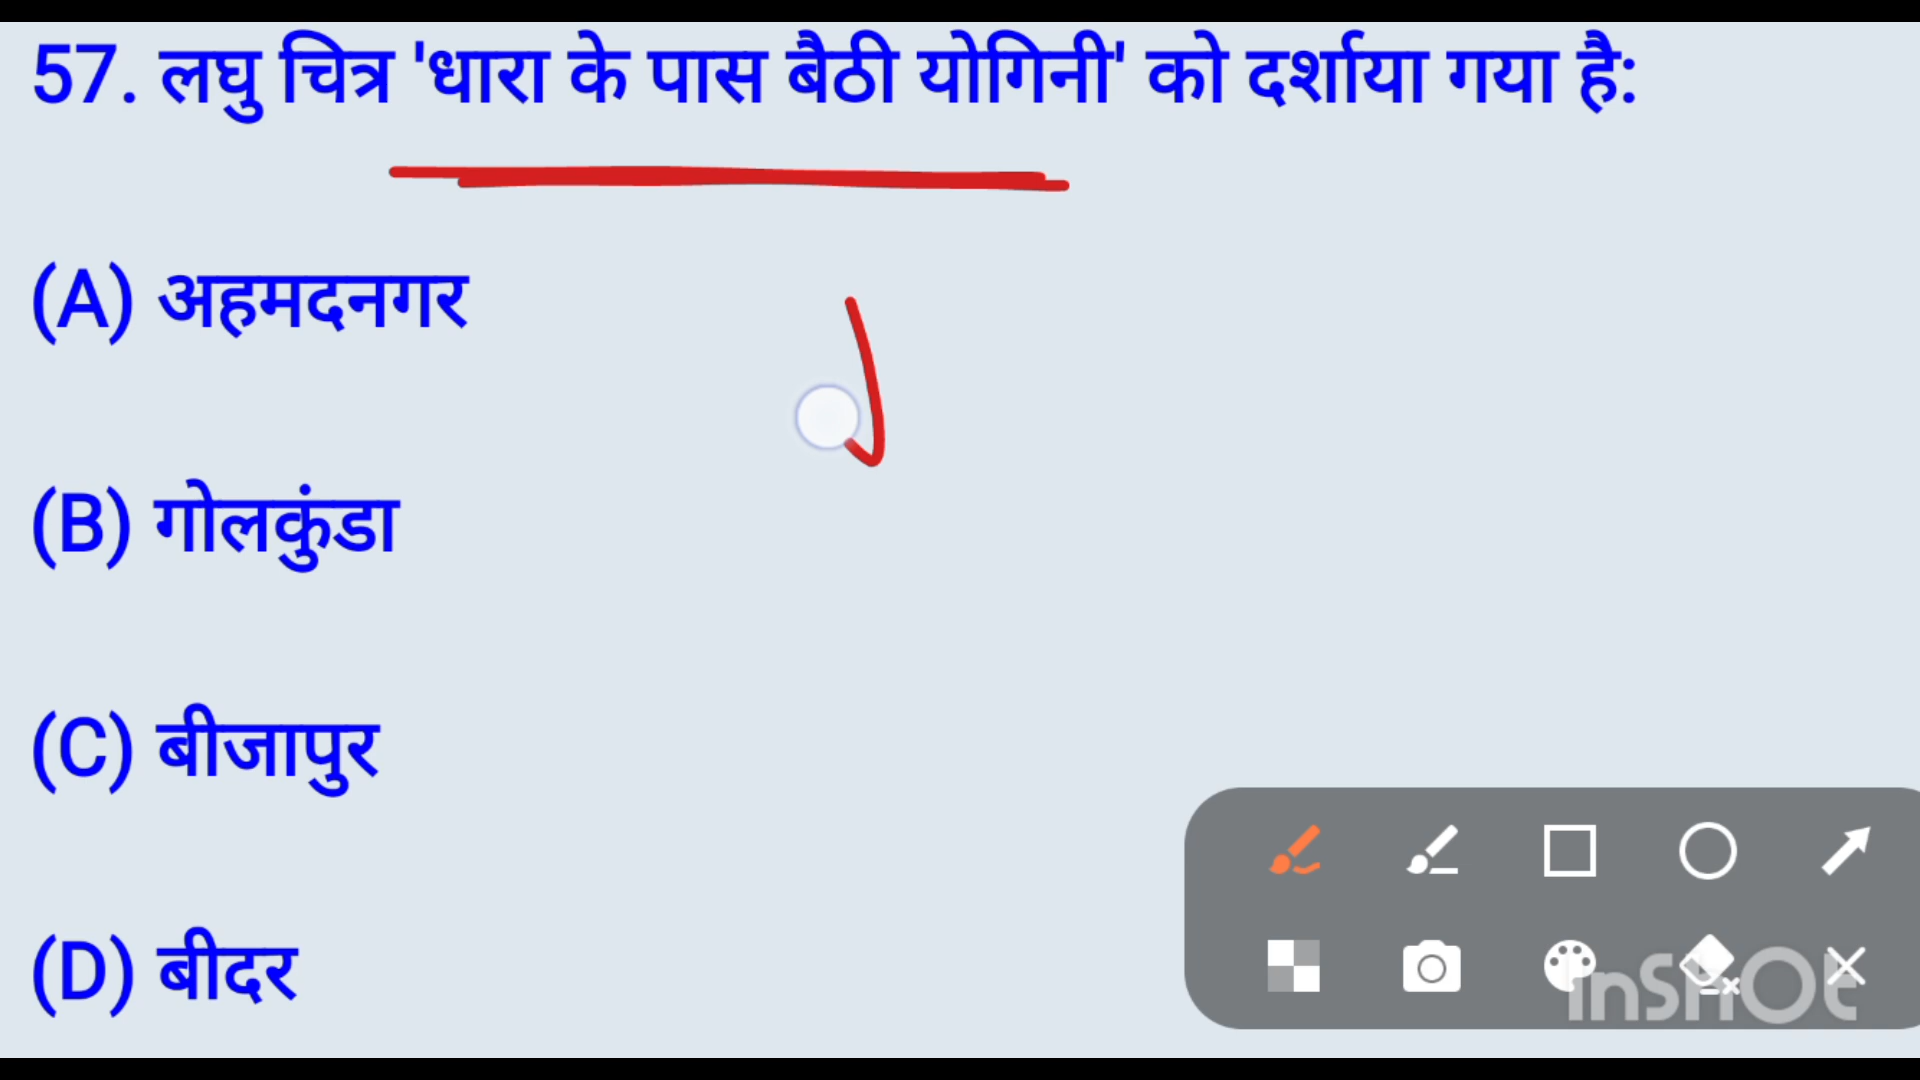 57. लघु चित्र 'धारा के पास बैठी योगिनी' को दर्शाया गया है:
(A) अहमदनगर
(B) गोलकुंडा
(C) बीजापुर
(D) बीदर
InShOt